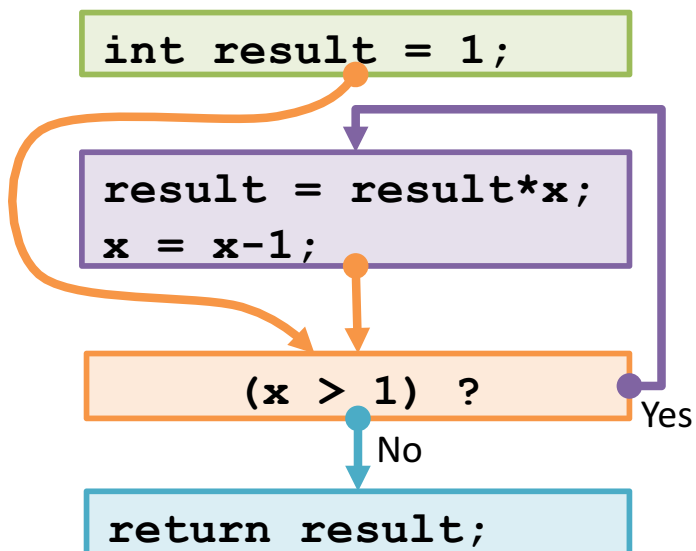 int result = 1;
result = result*x;
x = x-1;
(x > 1) ?
Yes
No
return result;